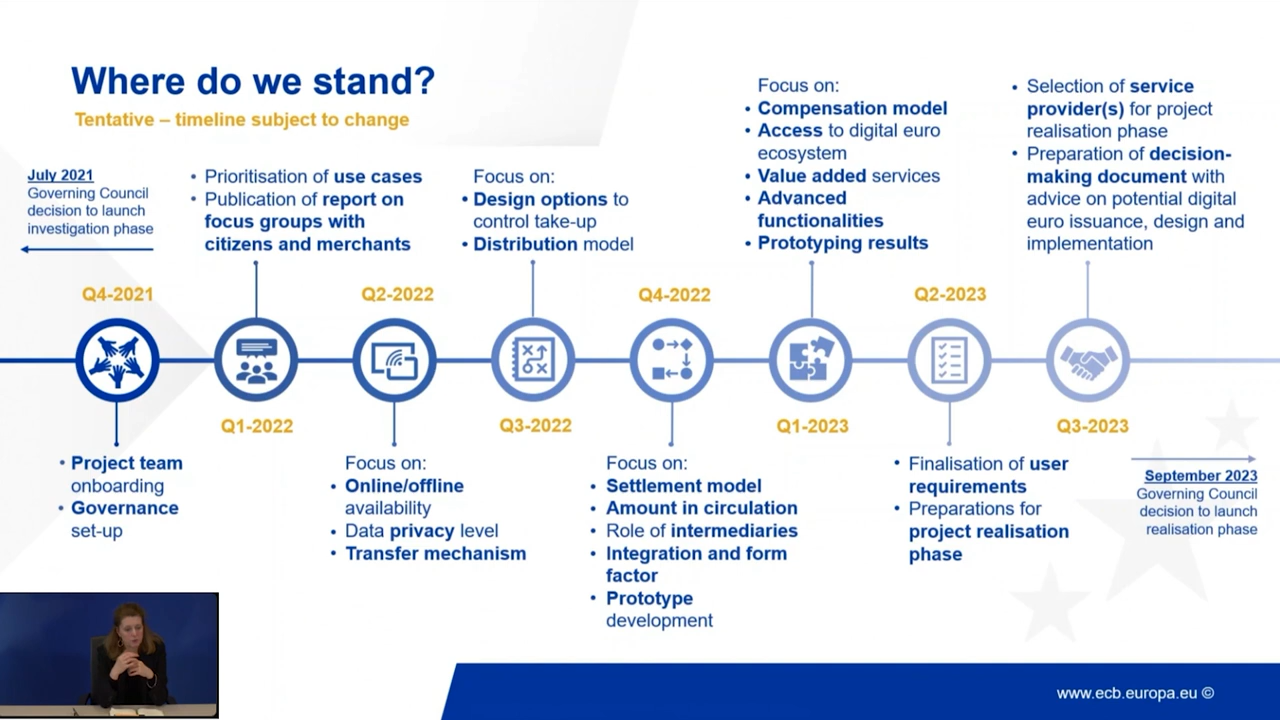 Where do we stand?
Tentative – timeline subject to change
July 2021
Governing Council
decision to launch
investigation phase
• Prioritisation of use cases
• Publication of report on
focus groups with
citizens and merchants
Focus on:
• Design options to
control take-up
• Distribution model
Focus on:
• Compensation model
• Access to digital euro
ecosystem
• Value added services
• Advanced
functionalities
• Prototyping results
• Selection of service
provider(s) for project
realisation phase
• Preparation of decision-
making document with
advice on potential digital
euro issuance, design and
implementation
Q4-2021
Q2-2022
Q4-2022
Q2-2023
Q1-2022
Q3-2022
Q1-2023
Q3-2023
• Project team
onboarding
• Governance
set-up
Focus on:
• Online/offline
availability
• Data privacy level
• Transfer mechanism
Focus on:
• Settlement model
• Amount in circulation
• Role of intermediaries
• Integration and form
factor
• Prototype
development
• Finalisation of user
requirements
• Preparations for
project realisation
phase
September 2023
Governing Council
decision to launch
realisation phase
www.ecb.europa.eu ©